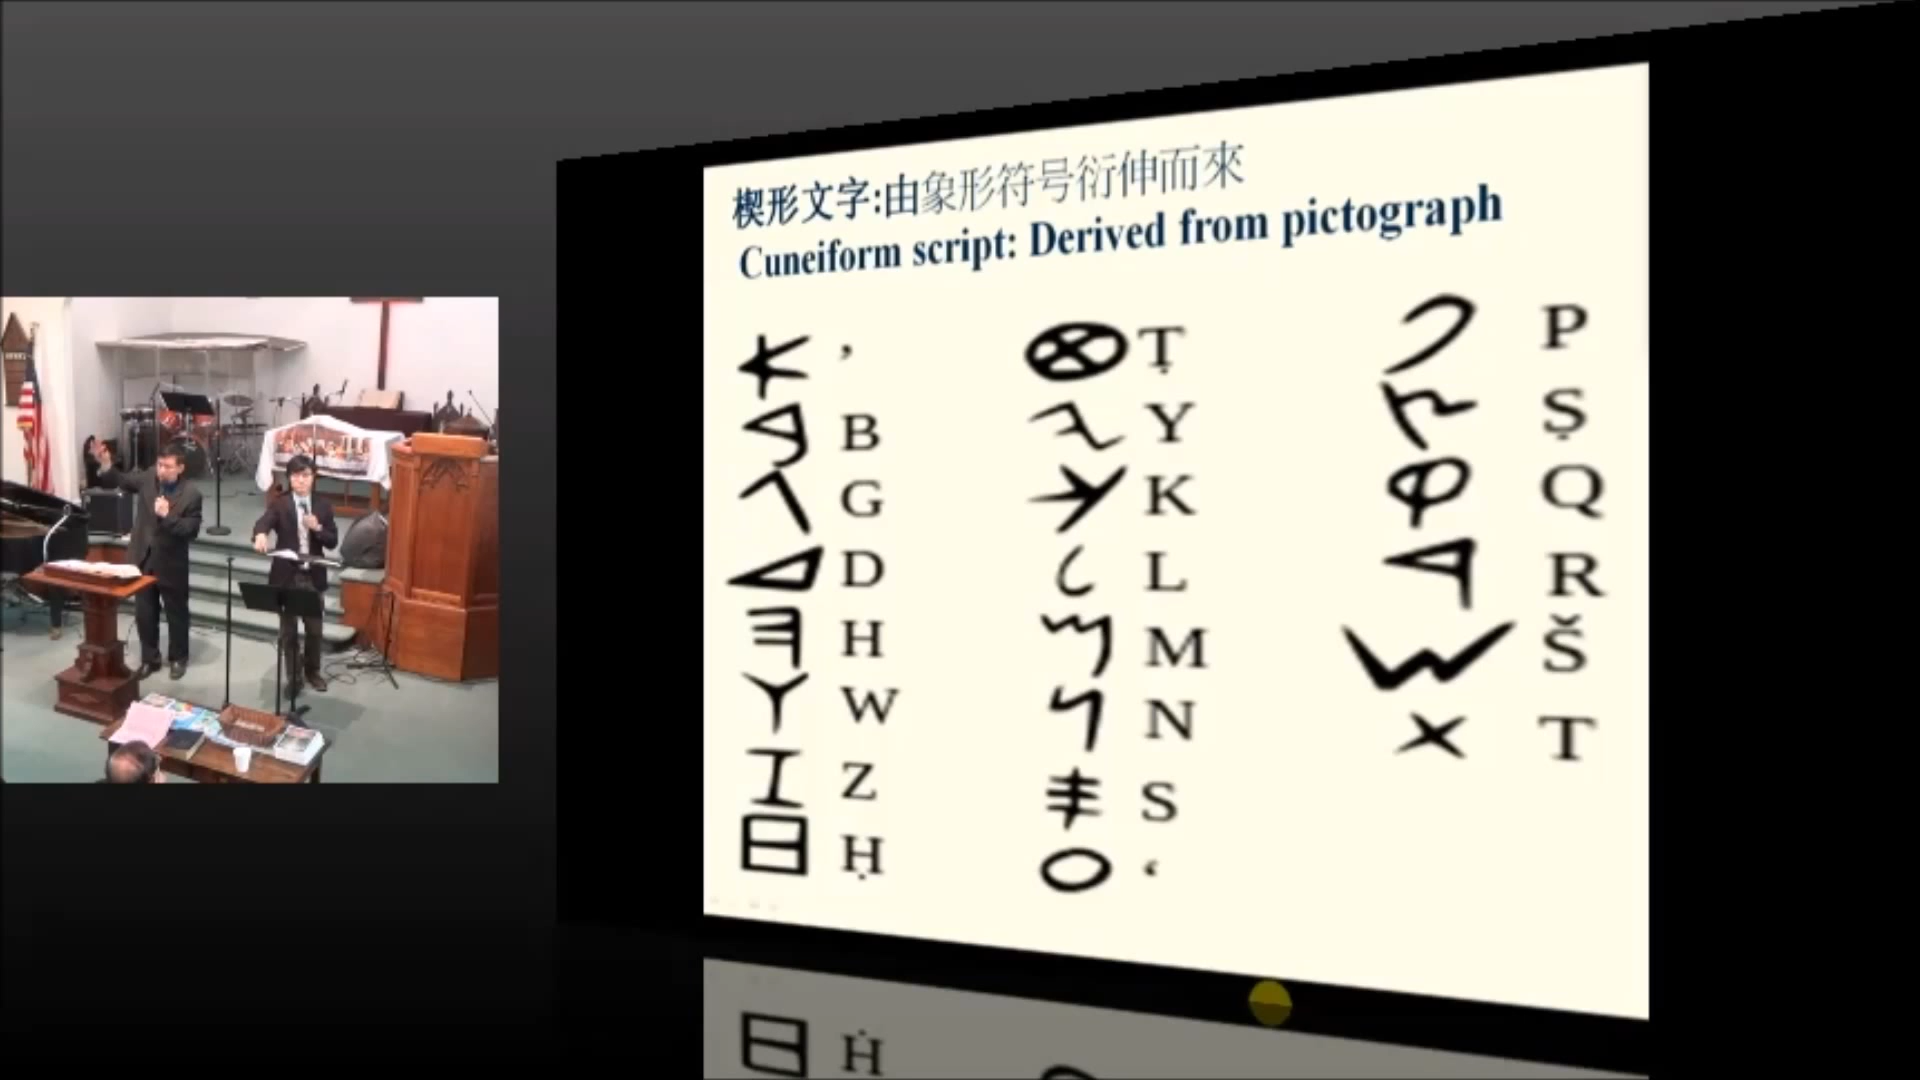 楔形文字:由象形符号衍伸而來
Cuneiform script: Derived from pictograph
𐤀 ’
𐤁 B
𐤂 G
𐤃 D
𐤄 H
𐤅 W
𐤆 Z
𐤇 Ḥ
𐤈 Ṭ
𐤉 Y
𐤊 K
𐤋 L
𐤌 M
𐤍 N
𐤎 S
𐤏 ‘
𐤐 P
𐤑 Ṣ
𐤒 Q
𐤓 R
𐤔 Š
𐤕 T